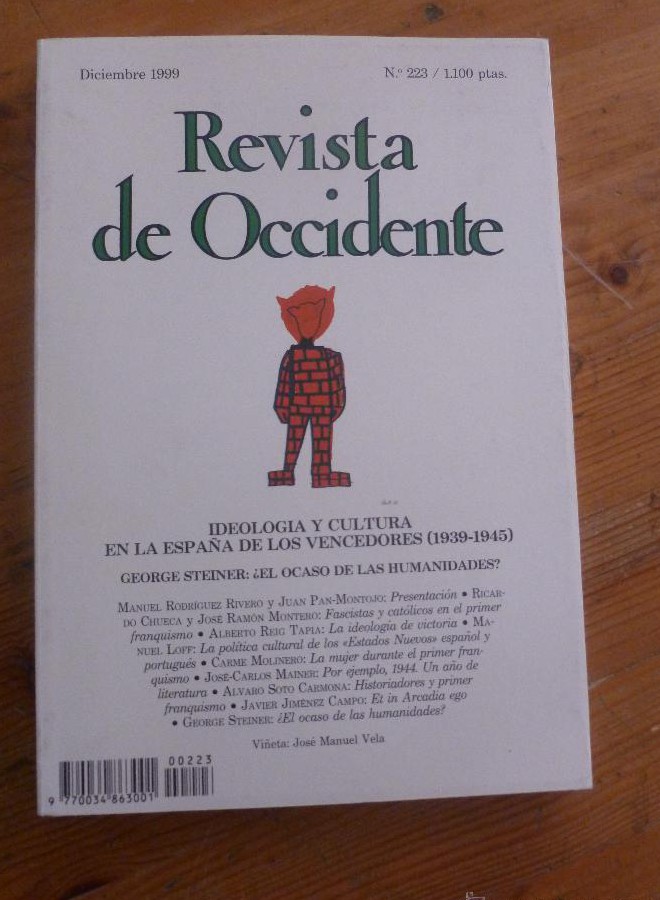 Diciembre 1999
N.º 223 / 1.100 ptas.
Revista
de Occidente
IDEOLOGIA Y CULTURA
EN LA ESPAÑA DE LOS VENCEDORES (1939-1945)
GEORGE STEINER: ¿EL OCASO DE LAS HUMANIDADES?
MANUEL RODRÍGUEZ RIVERO y JUAN PAN-MONTOJO: Presentación • RICAR-
DO CHUECA y JOSÉ RAMÓN MONTERO: Fascistas y católicos en el primer
franquismo • ALBERTO REIG TAPIA: La ideología de victoria • MA-
NUEL LOFF: La política cultural de los «Estados Nuevos» español y
portugués • CARME MOLINERO: La mujer durante el primer fran-
quismo • JOSÉ-CARLOS MAINER: Por ejemplo, 1944. Un año de
literatura • ALVARO SOTO CARMONA: Historiadores y primer
franquismo • JAVIER JIMÉNEZ CAMPO: Et in Arcadia ego
• GEORGE STEINER: ¿El ocaso de las humanidades?
Viñeta: José Manuel Vela
00223
9 770034 863001